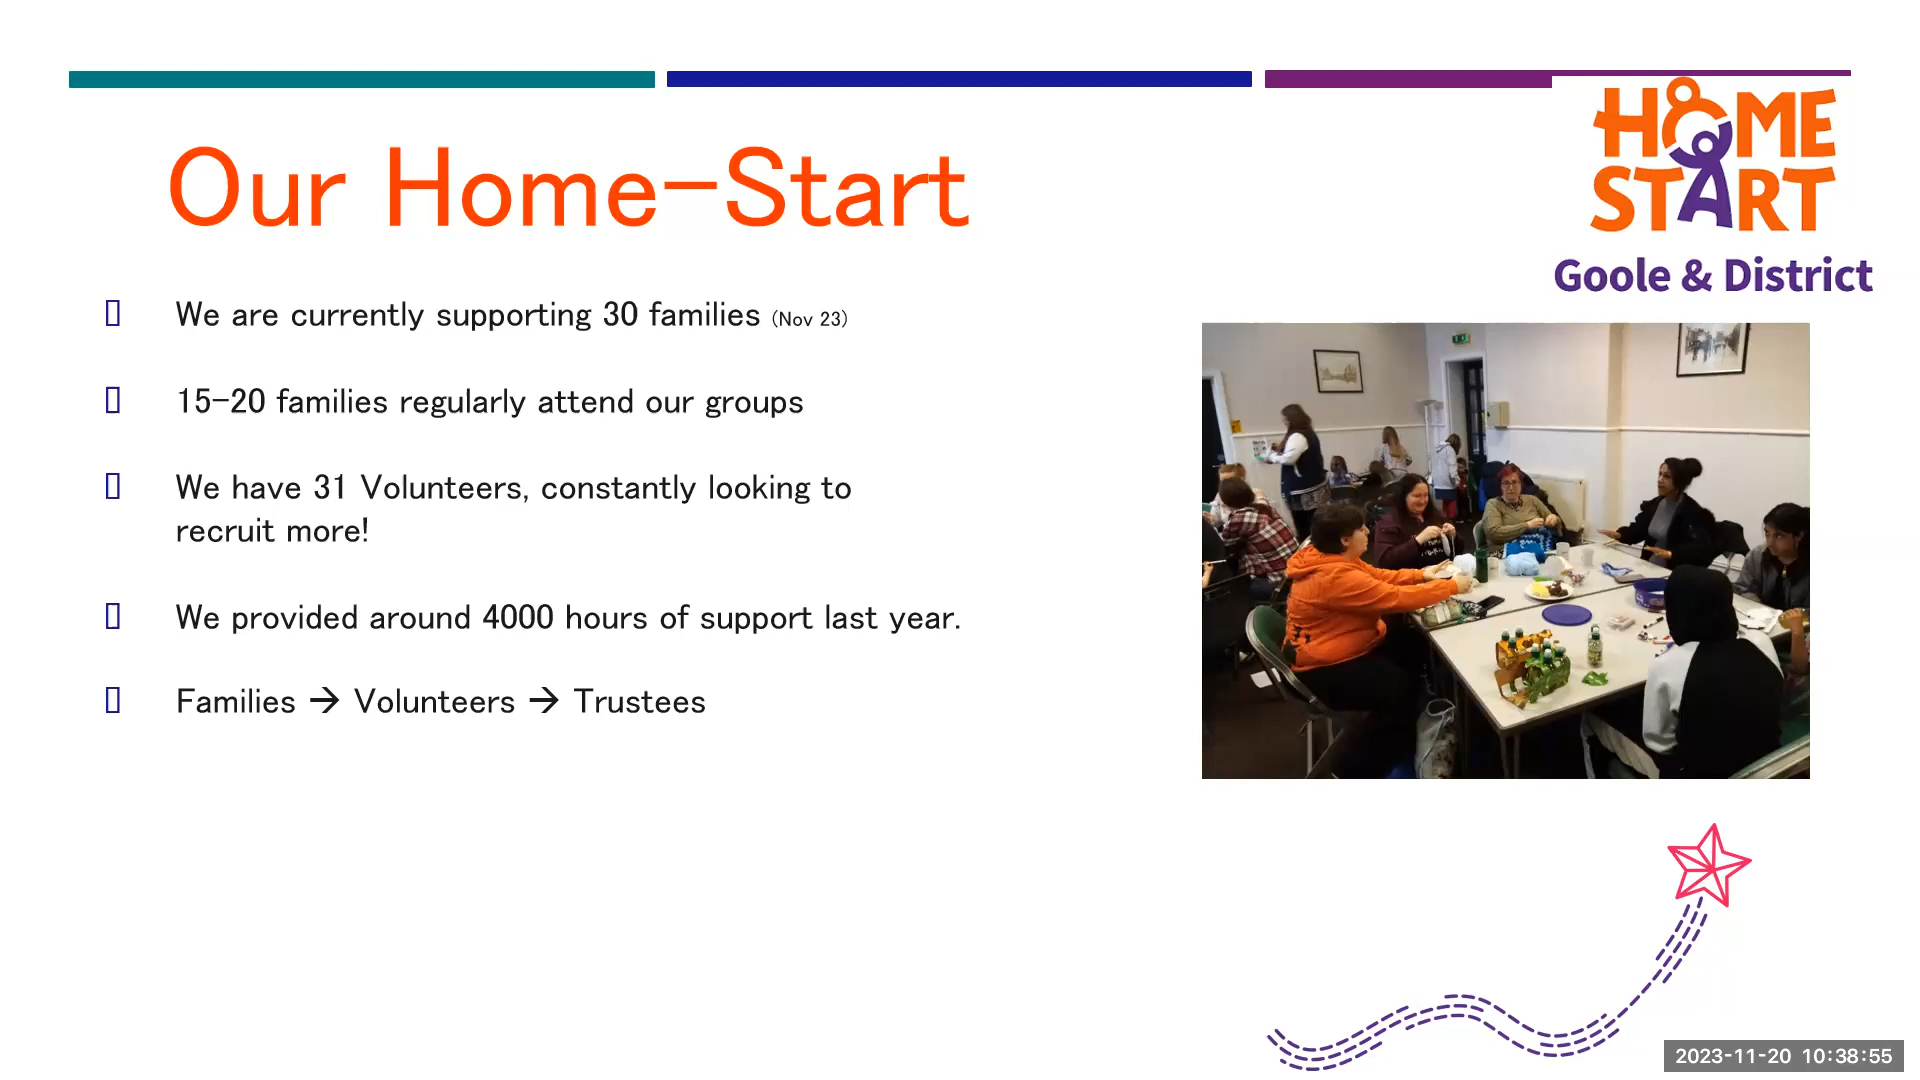 HOME
START
Goole & District
Our Home-Start
We are currently supporting 30 families (Nov 23)
15-20 families regularly attend our groups
We have 31 Volunteers, constantly looking to
recruit more!
We provided around 4000 hours of support last year.
Families → Volunteers → Trustees
2023-11-20 10:38:55